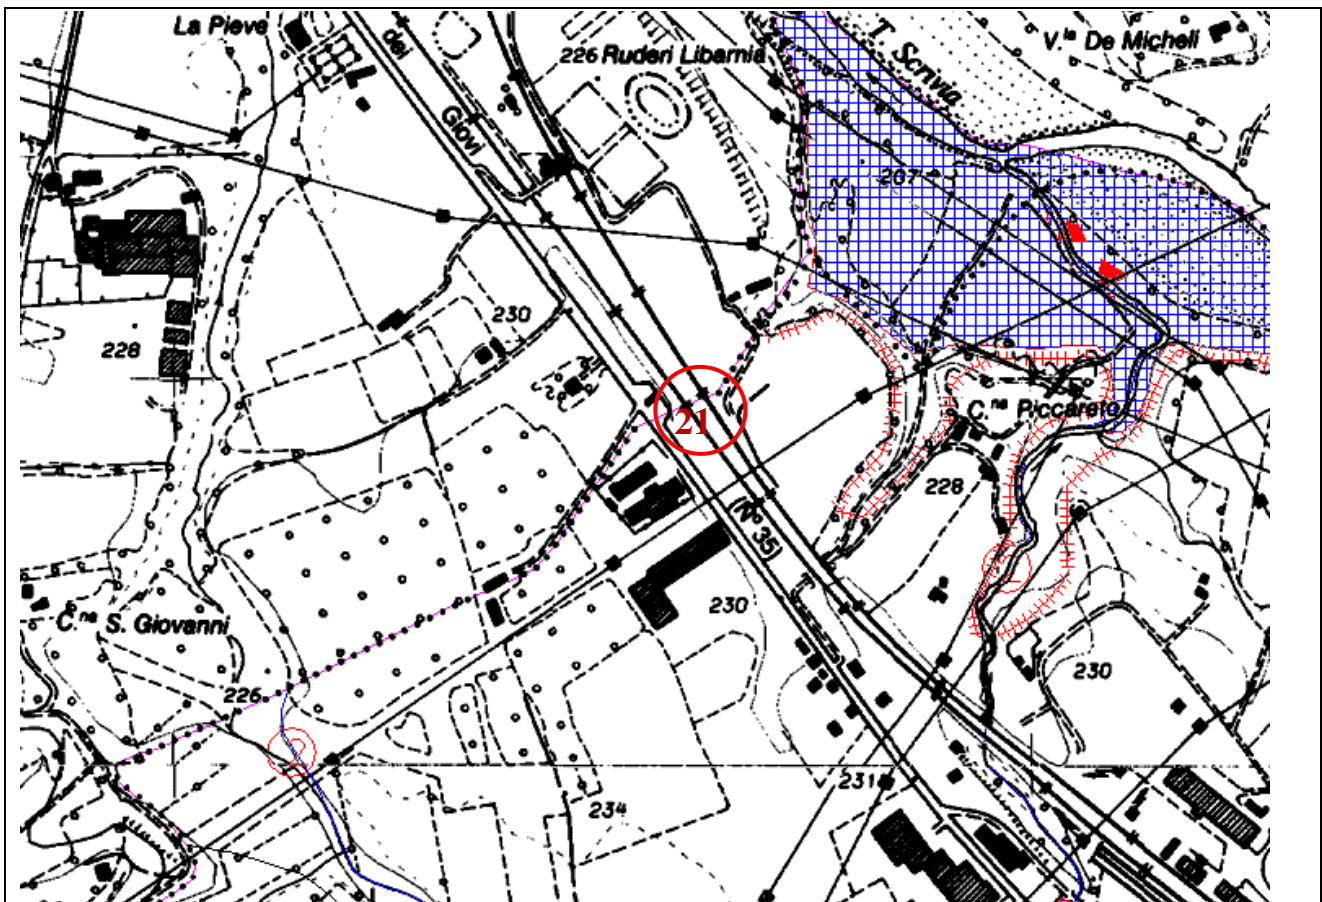 La Pieve
dei
Giovi
226 Ruderi Libarnia
T. Scrivia
V.la De Micheli
207
230
228
21
C.na Piccareto
228
(N° 35)
230
C.na S. Giovanni
226
230
231
234